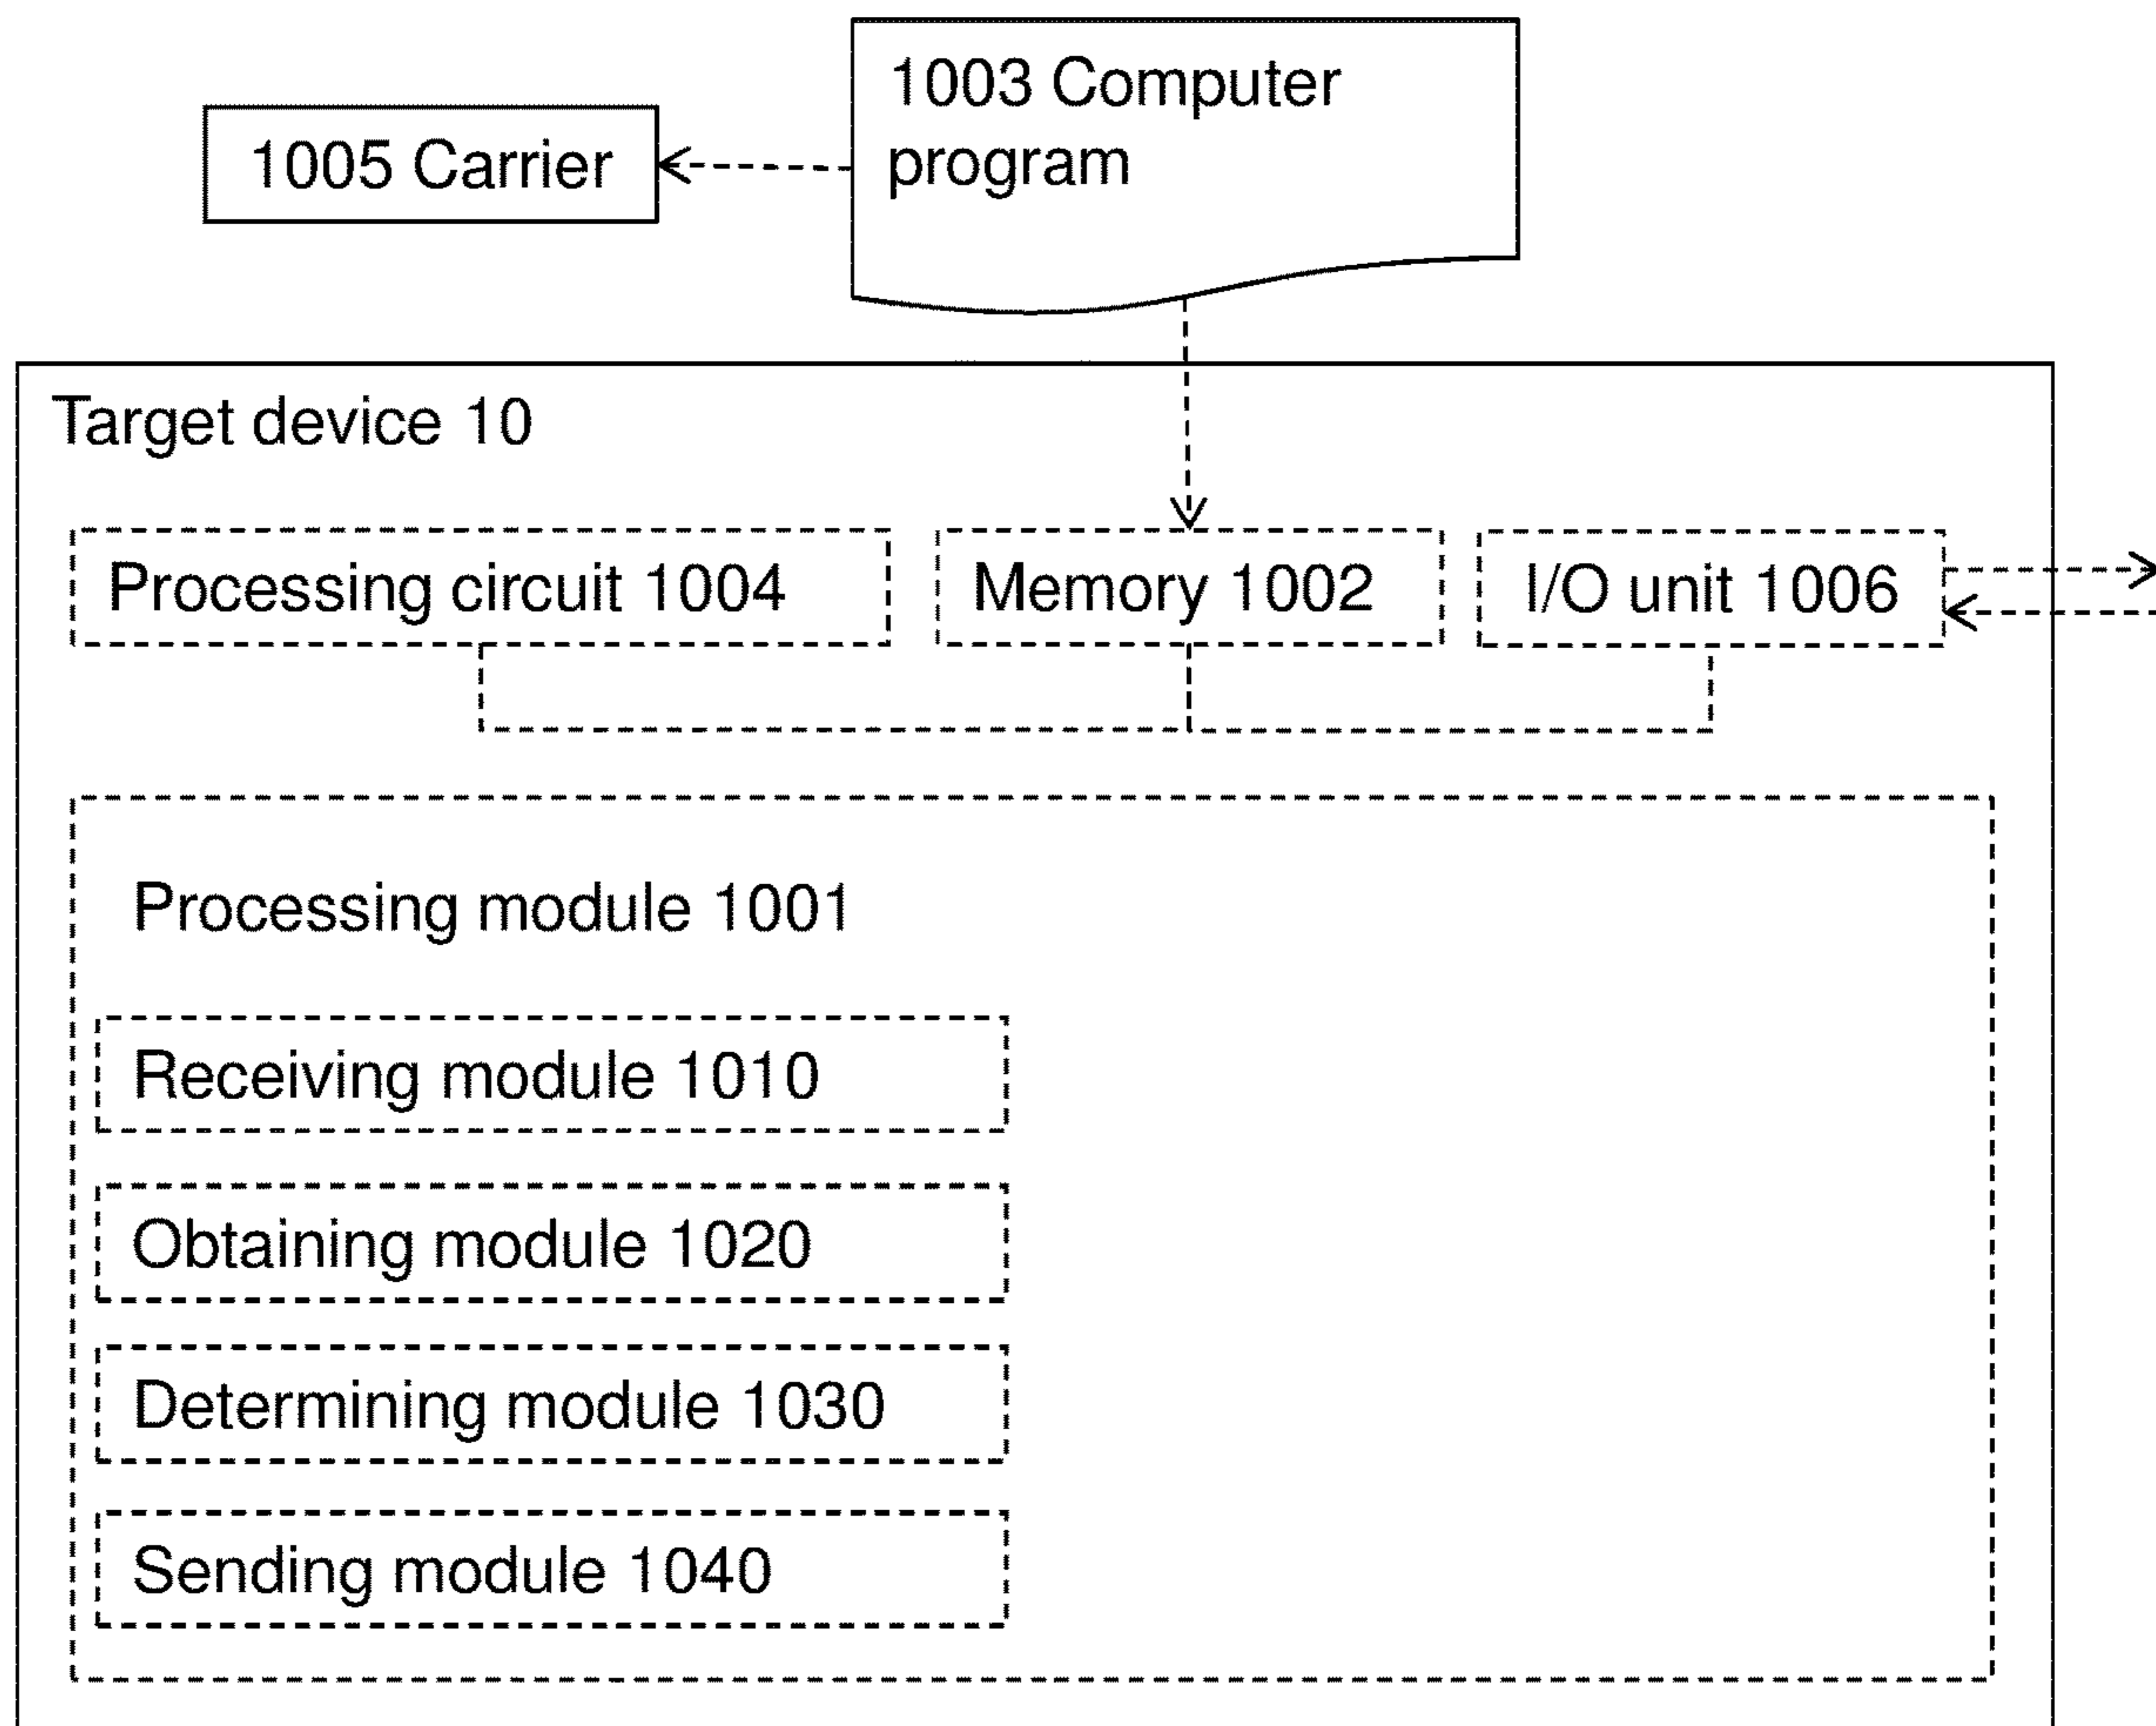 1003 Computer
program
1005 Carrier
Target device 10
Processing circuit 1004
Memory 1002
I/O unit 1006
Processing module 1001
Receiving module 1010
Obtaining module 1020
Determining module 1030
Sending module 1040